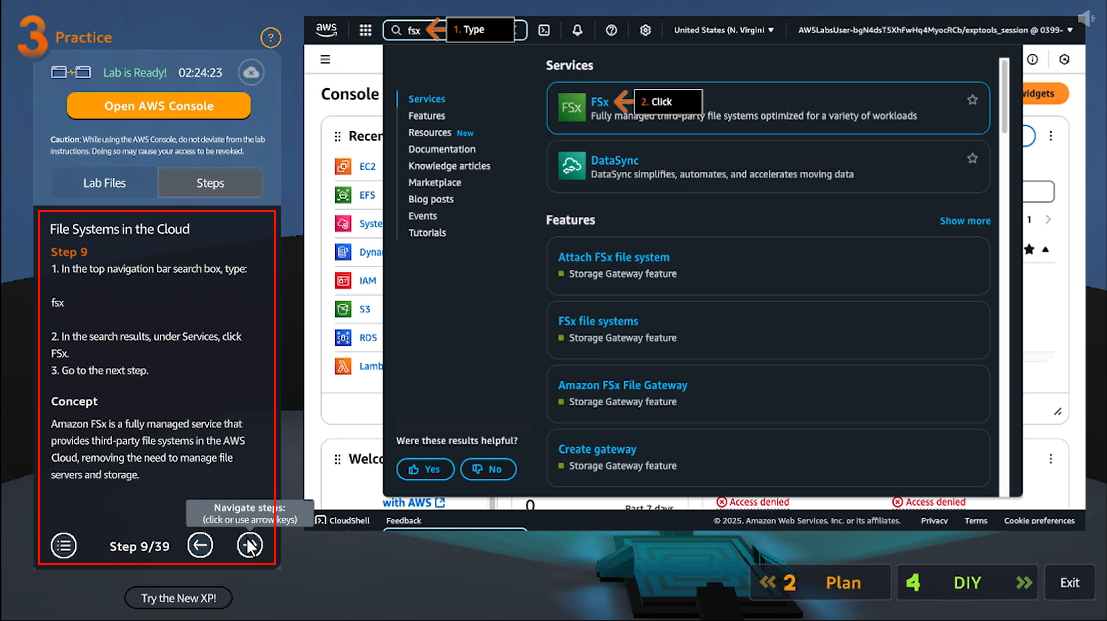 3 Practice
?
Lab is Ready! 02:24:23
Open AWS Console
Caution: While using the AWS Console, do not deviate from the lab
instructions. Doing so may cause your access to be revoked.
Lab Files
Steps
File Systems in the Cloud
Step 9
1. In the top navigation bar search box, type:
fsx
2. In the search results, under Services, click
FSx.
3. Go to the next step.
Concept
Amazon FSx is a fully managed service that
provides third-party file systems in the AWS
Cloud, removing the need to manage file
servers and storage.
Navigate steps:
(click or use arrow keys)
Step 9/39
Try the New XP!
aws
fsx
1. Type
United States (N. Virgini
AWSLabsUser-bgN4dsT5XhFwHq4MyocRCb/exptools_session @ 0399-
Console
widgets
Recen
EC2
EFS
Syste
Dyna
IAM
S3
RDS
Lamb
1
Services
Features
Resources New
Documentation
Knowledge articles
Marketplace
Blog posts
Events
Tutorials
Were these results helpful?
Yes
No
Services
FSx
2. Click
Fully managed third-party file systems optimized for a variety of workloads
DataSync
DataSync simplifies, automates, and accelerates moving data
Features
Show more
Attach FSx file system
Storage Gateway feature
FSx file systems
Storage Gateway feature
Amazon FSx File Gateway
Storage Gateway feature
Create gateway
Storage Gateway feature
Welco
with AWS
0
Past 7 days
Access denied
Access denied
CloudShell
Feedback
© 2025, Amazon Web Services, Inc. or its affiliates.
Privacy
Terms
Cookie preferences
2 Plan
4 DIY
Exit